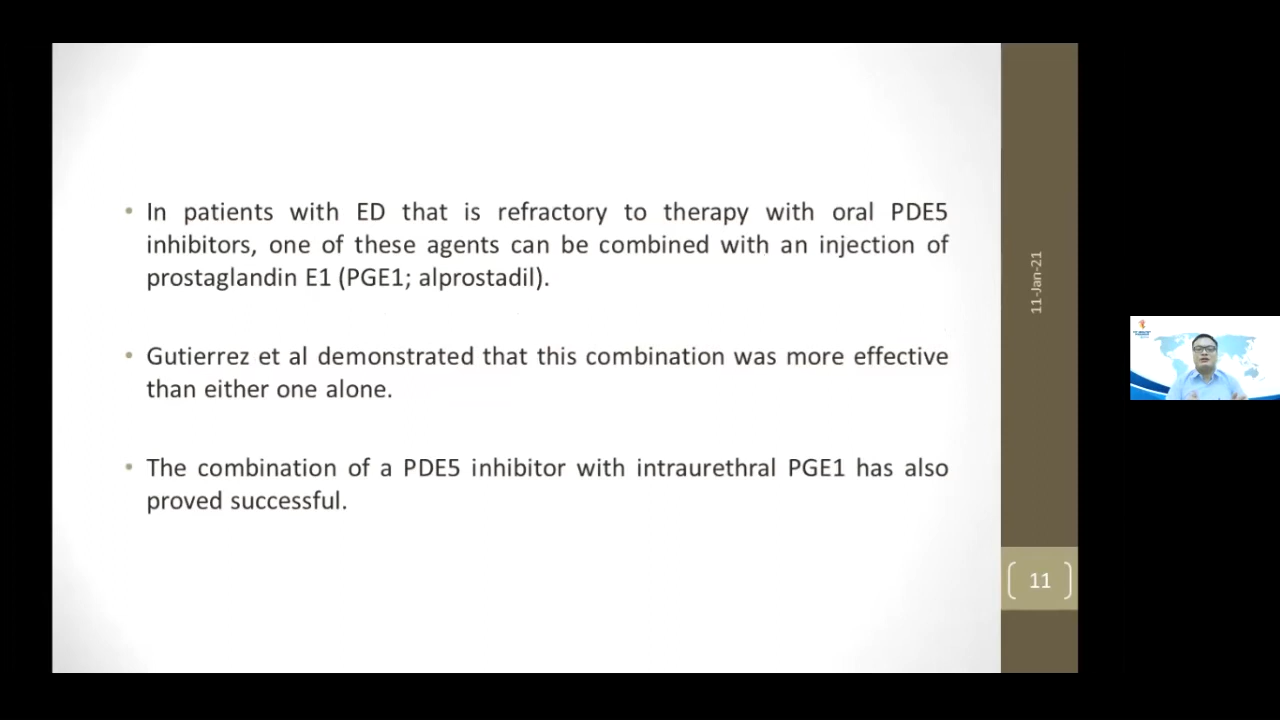 • In patients with ED that is refractory to therapy with oral PDE5
inhibitors, one of these agents can be combined with an injection of
prostaglandin E1 (PGE1; alprostadil).
• Gutierrez et al demonstrated that this combination was more effective
than either one alone.
• The combination of a PDE5 inhibitor with intraurethral PGE1 has also
proved successful.
11-Jan-21
11